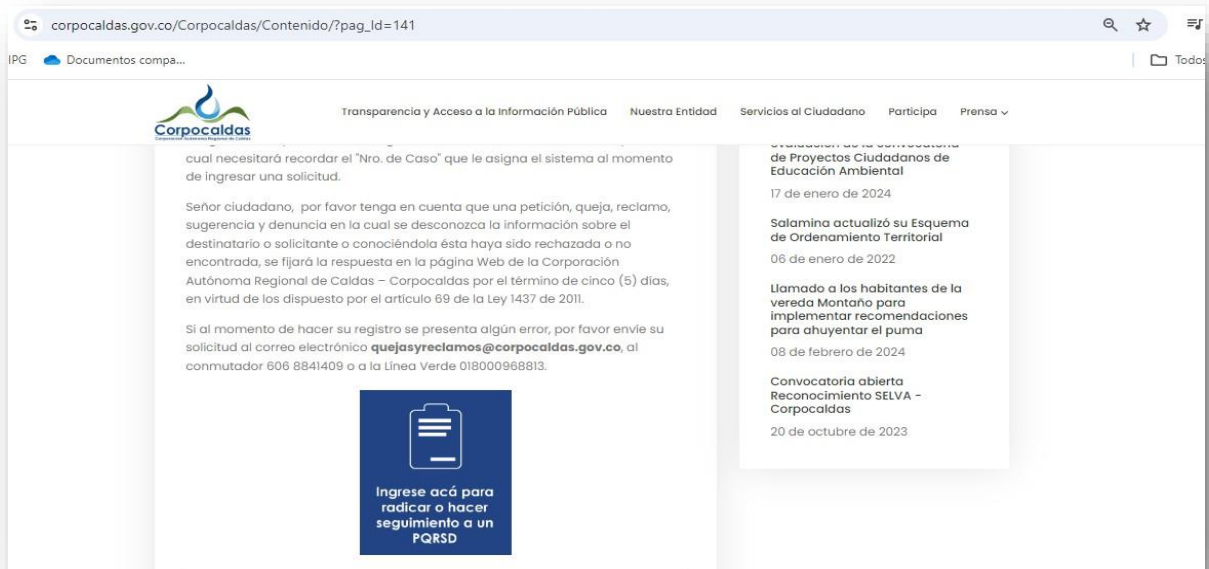 corpocaldas.gov.co/Corpocaldas/Contenido/?pag_Id=141
IPG
Documentos compa...
Todos
Corpocaldas
Corporación Autónoma Regional de Caldas
Transparencia y Acceso a la Información Pública
Nuestra Entidad
Servicios al Ciudadano
Participa
Prensa
cual necesitará recordar el "Nro. de Caso" que le asigna el sistema al momento
de ingresar una solicitud.
Señor ciudadano, por favor tenga en cuenta que una petición, queja, reclamo,
sugerencia y denuncia en la cual se desconozca la información sobre el
destinatario o solicitante o conociéndola ésta haya sido rechazada o no
encontrada, se fijará la respuesta en la página Web de la Corporación
Autónoma Regional de Caldas – Corpocaldas por el término de cinco (5) días,
en virtud de los dispuesto por el artículo 69 de la Ley 1437 de 2011.
Si al momento de hacer su registro se presenta algún error, por favor envíe su
solicitud al correo electrónico quejasyreclamos@corpocaldas.gov.co, al
conmutador 606 8841409 o a la Línea Verde 018000968813.
Ingrese acá para
radicar o hacer
seguimiento a un
PQRSD
evaluación de la convocatoria
de Proyectos Ciudadanos de
Educación Ambiental
17 de enero de 2024
Salamina actualizó su Esquema
de Ordenamiento Territorial
06 de enero de 2022
Llamado a los habitantes de la
vereda Montaño para
implementar recomendaciones
para ahuyentar el puma
08 de febrero de 2024
Convocatoria abierta
Reconocimiento SELVA -
Corpocaldas
20 de octubre de 2023